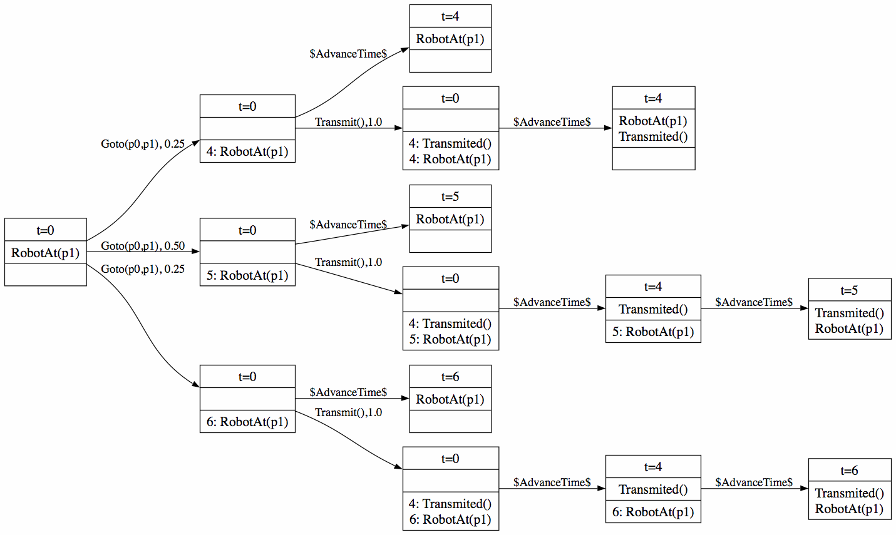 t=4
RobotAt(p1)
$AdvanceTime$
t=0
4: RobotAt(p1)
Goto(p0,p1), 0.25
Transmit(),1.0
t=0
4: Transmited()
4: RobotAt(p1)
$AdvanceTime$
t=4
RobotAt(p1)
Transmited()
t=0
RobotAt(p1)
Goto(p0,p1), 0.50
Goto(p0,p1), 0.25
t=0
5: RobotAt(p1)
$AdvanceTime$
t=5
RobotAt(p1)
Transmit(),1.0
t=0
4: Transmited()
5: RobotAt(p1)
$AdvanceTime$
t=4
Transmited()
5: RobotAt(p1)
$AdvanceTime$
t=5
Transmited()
RobotAt(p1)
t=0
6: RobotAt(p1)
$AdvanceTime$
t=6
RobotAt(p1)
Transmit(),1.0
t=0
4: Transmited()
6: RobotAt(p1)
$AdvanceTime$
t=4
Transmited()
6: RobotAt(p1)
$AdvanceTime$
t=6
Transmited()
RobotAt(p1)